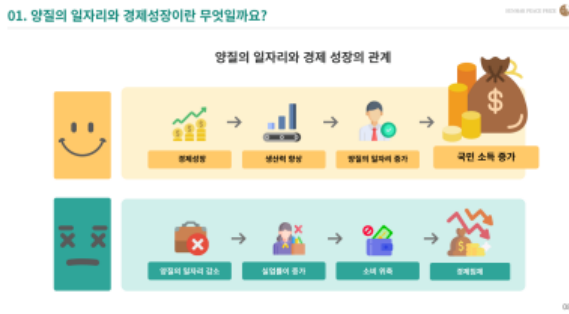 01. 양질의 일자리와 경제성장이란 무엇일까요?
양질의 일자리와 경제 성장의 관계
경제성장
생산력 향상
양질의 일자리 증가
국민 소득 증가
양질의 일자리 감소
실업률이 증가
소비 위축
경제침체